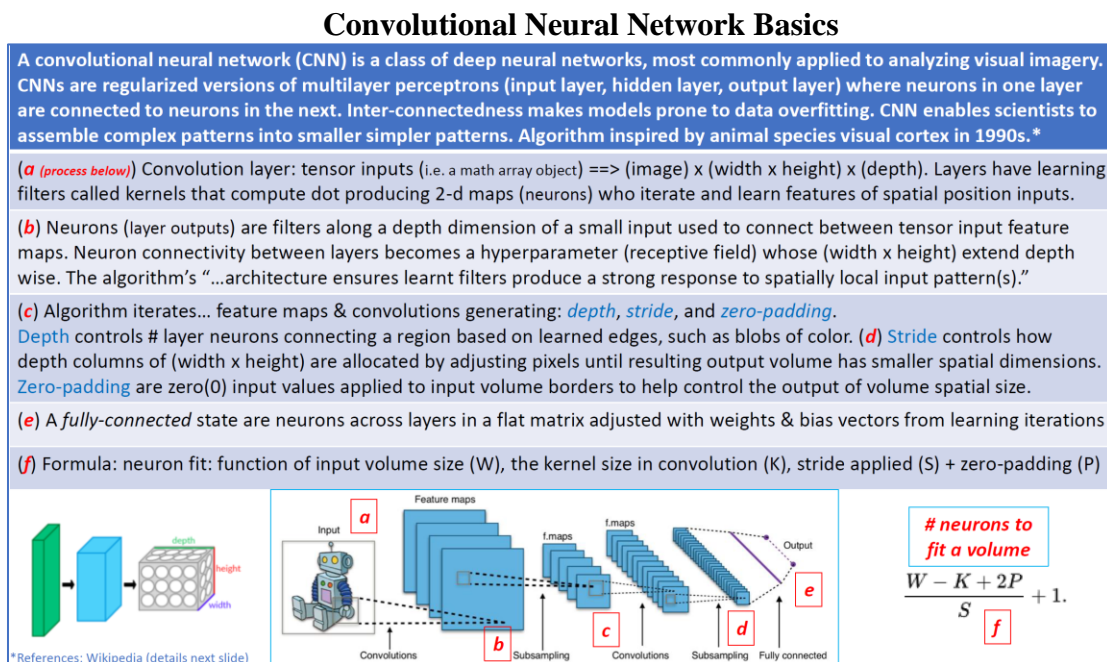 Convolutional Neural Network Basics
A convolutional neural network (CNN) is a class of deep neural networks, most commonly applied to analyzing visual imagery.
CNNs are regularized versions of multilayer perceptrons (input layer, hidden layer, output layer) where neurons in one layer
are connected to neurons in the next. Inter-connectedness makes models prone to data overfitting. CNN enables scientists to
assemble complex patterns into smaller simpler patterns. Algorithm inspired by animal species visual cortex in 1990s.*
(a (process below)) Convolution layer: tensor inputs (i.e. a math array object) ==> (image) x (width x height) x (depth). Layers have learning
filters called kernels that compute dot producing 2-d maps (neurons) who iterate and learn features of spatial position inputs.
(b) Neurons (layer outputs) are filters along a depth dimension of a small input used to connect between tensor input feature
maps. Neuron connectivity between layers becomes a hyperparameter (receptive field) whose (width x height) extend depth
wise. The algorithm's "...architecture ensures learnt filters produce a strong response to spatially local input pattern(s)."
(c) Algorithm iterates... feature maps & convolutions generating: depth, stride, and zero-padding.
Depth controls # layer neurons connecting a region based on learned edges, such as blobs of color. (d) Stride controls how
depth columns of (width x height) are allocated by adjusting pixels until resulting output volume has smaller spatial dimensions.
Zero-padding are zero(0) input values applied to input volume borders to help control the output of volume spatial size.
(e) A fully-connected state are neurons across layers in a flat matrix adjusted with weights & bias vectors from learning iterations
(f) Formula: neuron fit: function of input volume size (W), the kernel size in convolution (K), stride applied (S) + zero-padding (P)
depth
height
width
*References: Wikipedia (details next slide)
Feature maps
Input
a
f.maps
f.maps
Output
b
c
d
e
Convolutions
Subsampling
Convolutions
Subsampling
Fully connected
# neurons to
fit a volume
W − K + 2P
S
+ 1.
f